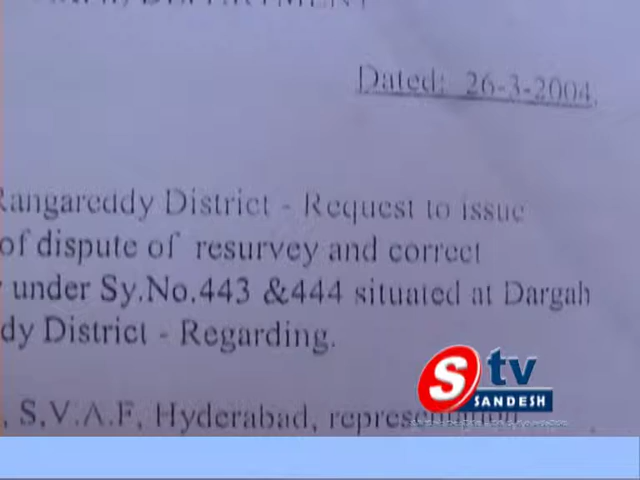 Dated: 26-3-2004.
Rangareddy District - Request to issue
of dispute of resurvey and correct
under Sy.No.443 &444 situated at Dargah
dy District - Regarding.
, S.V.A.F, Hyderabad, representation
S tv
SANDESH